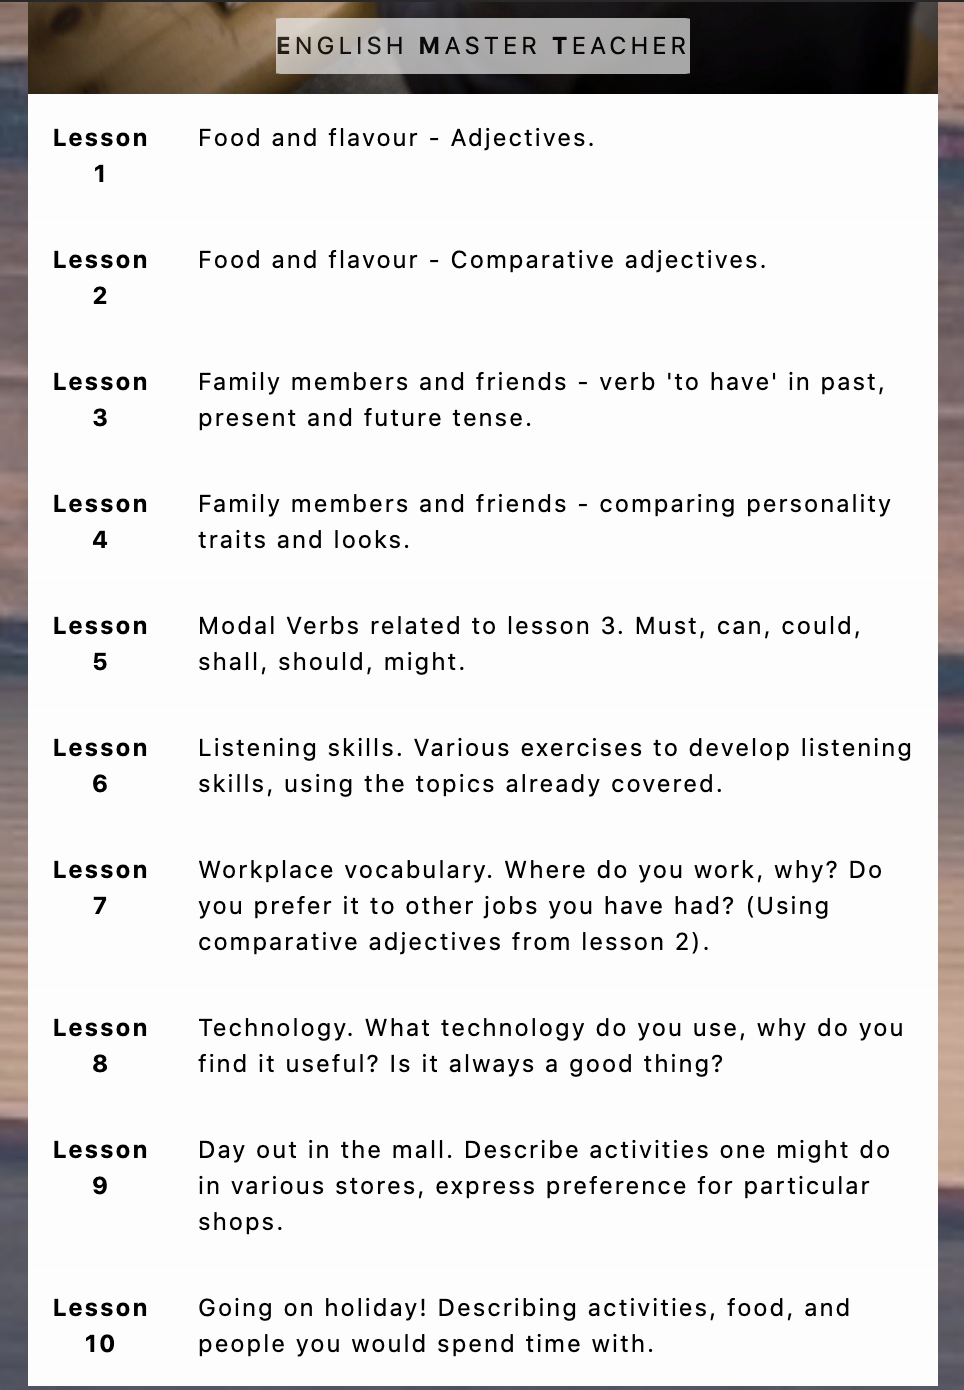 ENGLISH MASTER TEACHER
Lesson 1
Food and flavour - Adjectives.
Lesson 2
Food and flavour - Comparative adjectives.
Lesson 3
Family members and friends - verb 'to have' in past,
present and future tense.
Lesson 4
Family members and friends - comparing personality
traits and looks.
Lesson 5
Modal Verbs related to lesson 3. Must, can, could,
shall, should, might.
Lesson 6
Listening skills. Various exercises to develop listening
skills, using the topics already covered.
Lesson 7
Workplace vocabulary. Where do you work, why? Do
you prefer it to other jobs you have had? (Using
comparative adjectives from lesson 2).
Lesson 8
Technology. What technology do you use, why do you
find it useful? Is it always a good thing?
Lesson 9
Day out in the mall. Describe activities one might do
in various stores, express preference for particular
shops.
Lesson 10
Going on holiday! Describing activities, food, and
people you would spend time with.